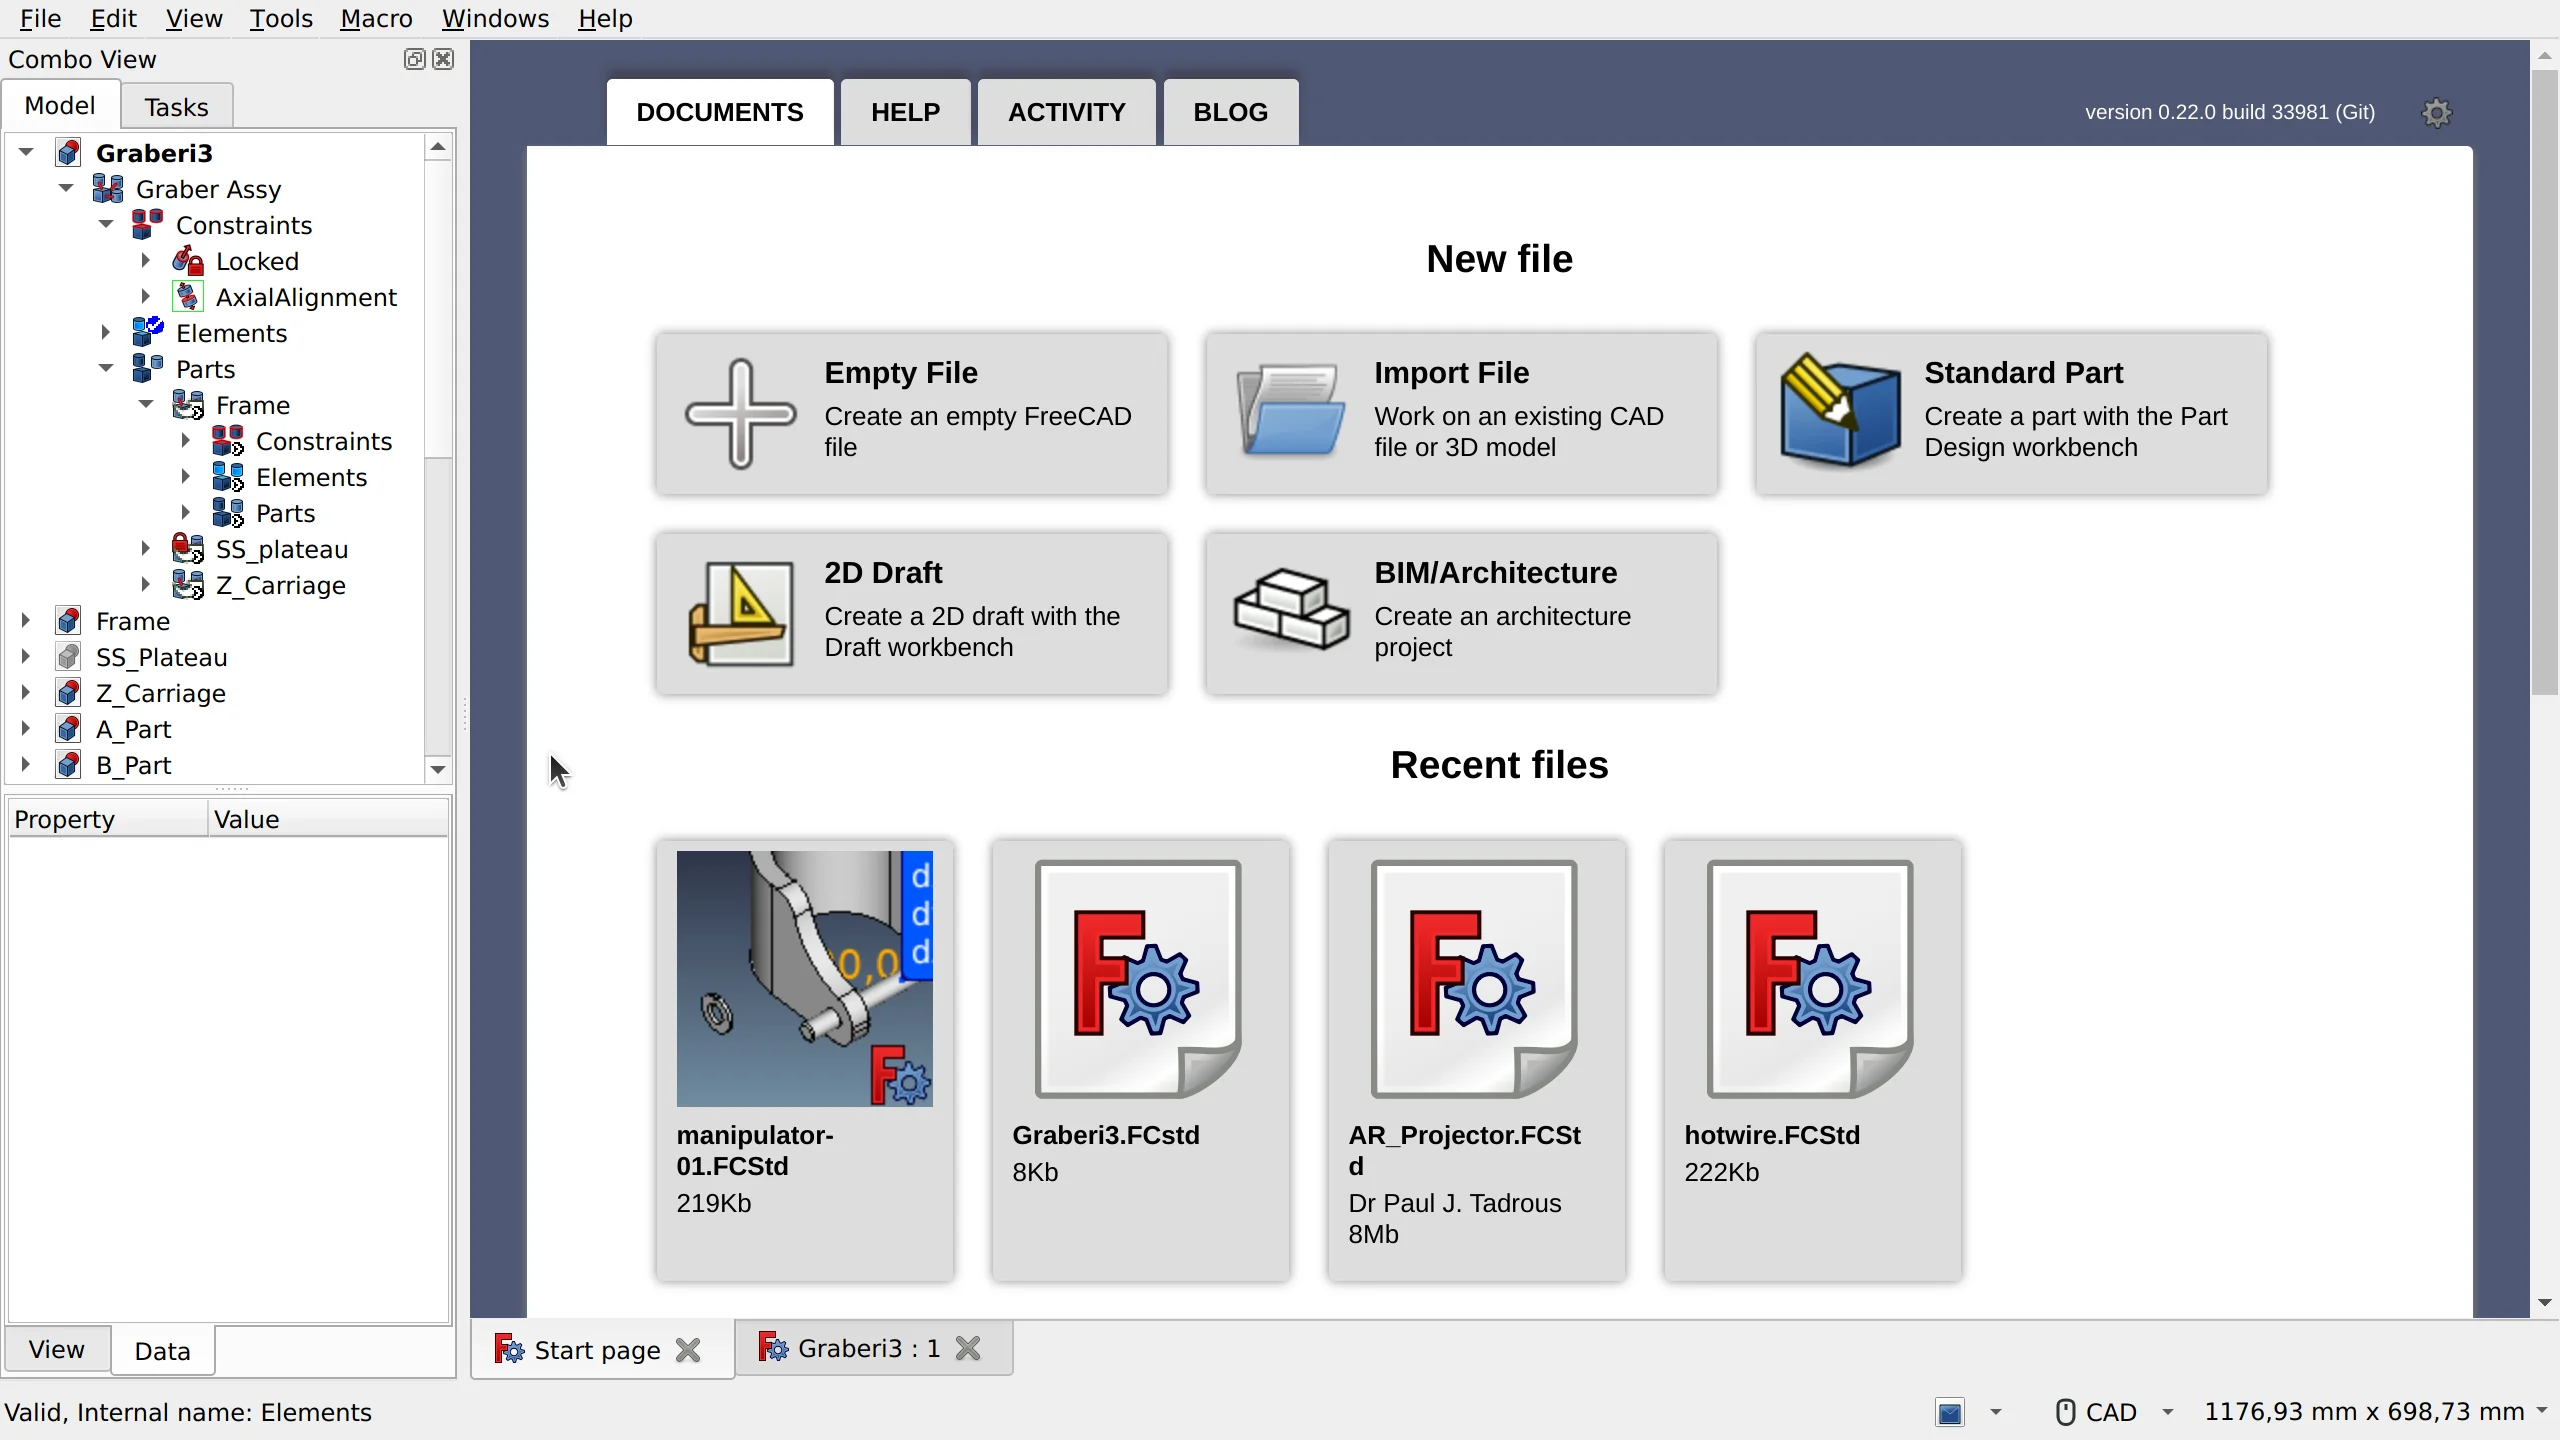 File Edit View Tools Macro Windows Help
Combo View
Model Tasks
Graberi3
Graber Assy
Constraints
Locked
AxialAlignment
Elements
Parts
Frame
Constraints
Elements
Parts
SS_plateau
Z_Carriage
Frame
SS_Plateau
Z_Carriage
A_Part
B_Part
Property Value
View Data
DOCUMENTS HELP ACTIVITY BLOG
version 0.22.0 build 33981 (Git)
New file
Empty File
Create an empty FreeCAD
file
Import File
Work on an existing CAD
file or 3D model
Standard Part
Create a part with the Part
Design workbench
2D Draft
Create a 2D draft with the
Draft workbench
BIM/Architecture
Create an architecture
project
Recent files
manipulator-
01.FCStd
219Kb
Graberi3.FCstd
8Kb
AR_Projector.FCSt
d
Dr Paul J. Tadrous
8Mb
hotwire.FCStd
222Kb
Start page Graberi3 : 1
Valid, Internal name: Elements
CAD 1176,93 mm x 698,73 mm